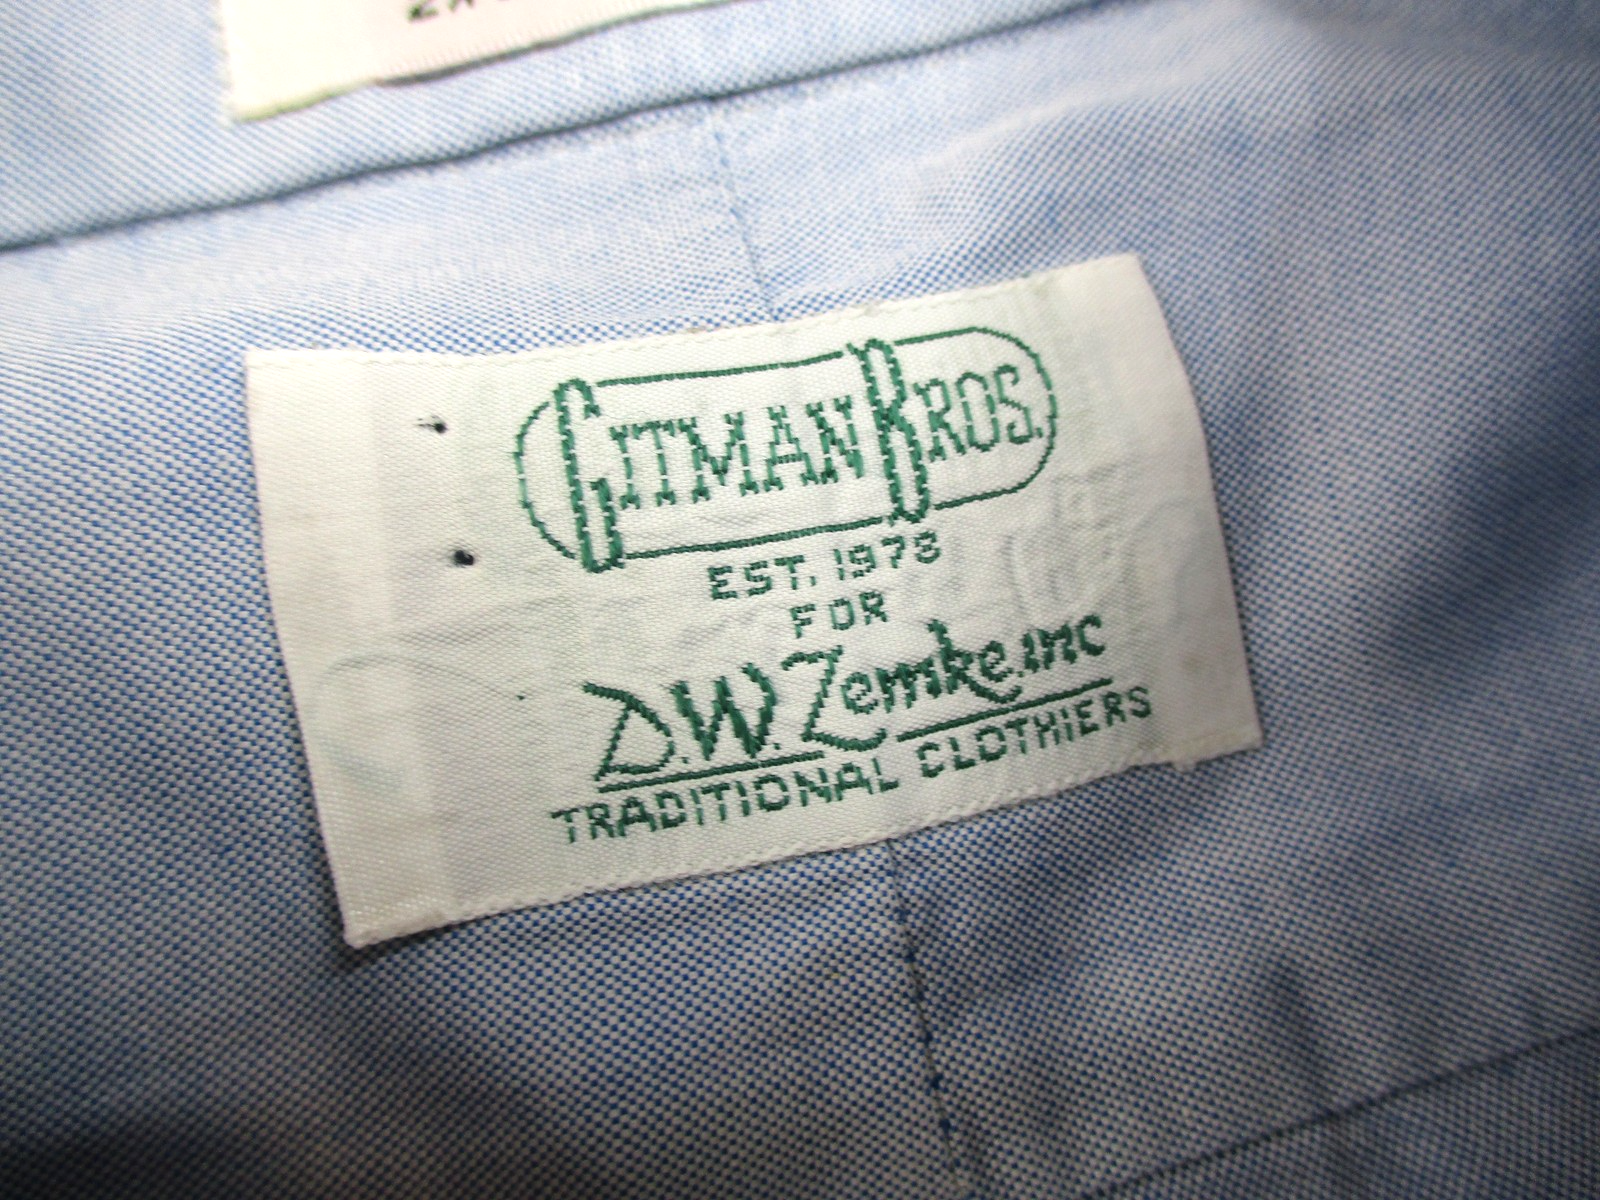 GITMAN BROS.
EST. 1978
FOR
D.W. Zemke.inc
TRADITIONAL CLOTHIERS